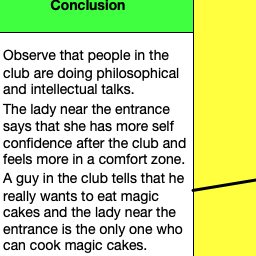 Conclusion
Observe that people in the
club are doing philosophical
and intellectual talks.
The lady near the entrance
says that she has more self
confidence after the club and
feels more in a comfort zone.
A guy in the club tells that he
really wants to eat magic
cakes and the lady near the
entrance is the only one who
can cook magic cakes.